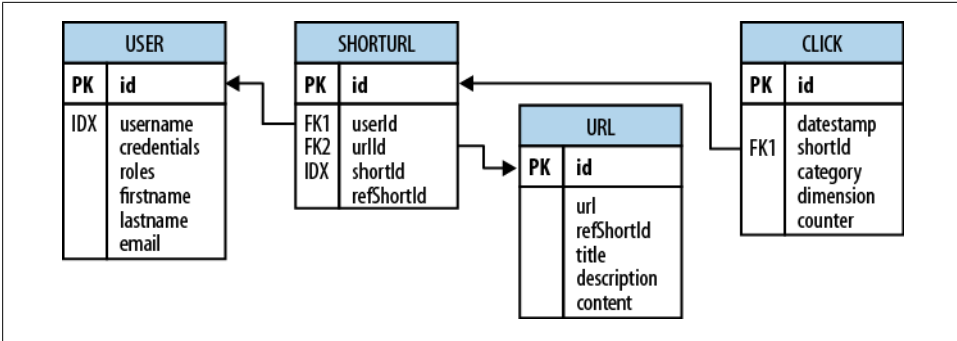 USER
PK id
IDX username
credentials
roles
firstname
lastname
email
SHORTURL
PK id
FK1 userId
FK2 urlId
IDX shortId
refShortId
URL
PK id
url
refShortId
title
description
content
CLICK
PK id
datestamp
FK1 shortId
category
dimension
counter